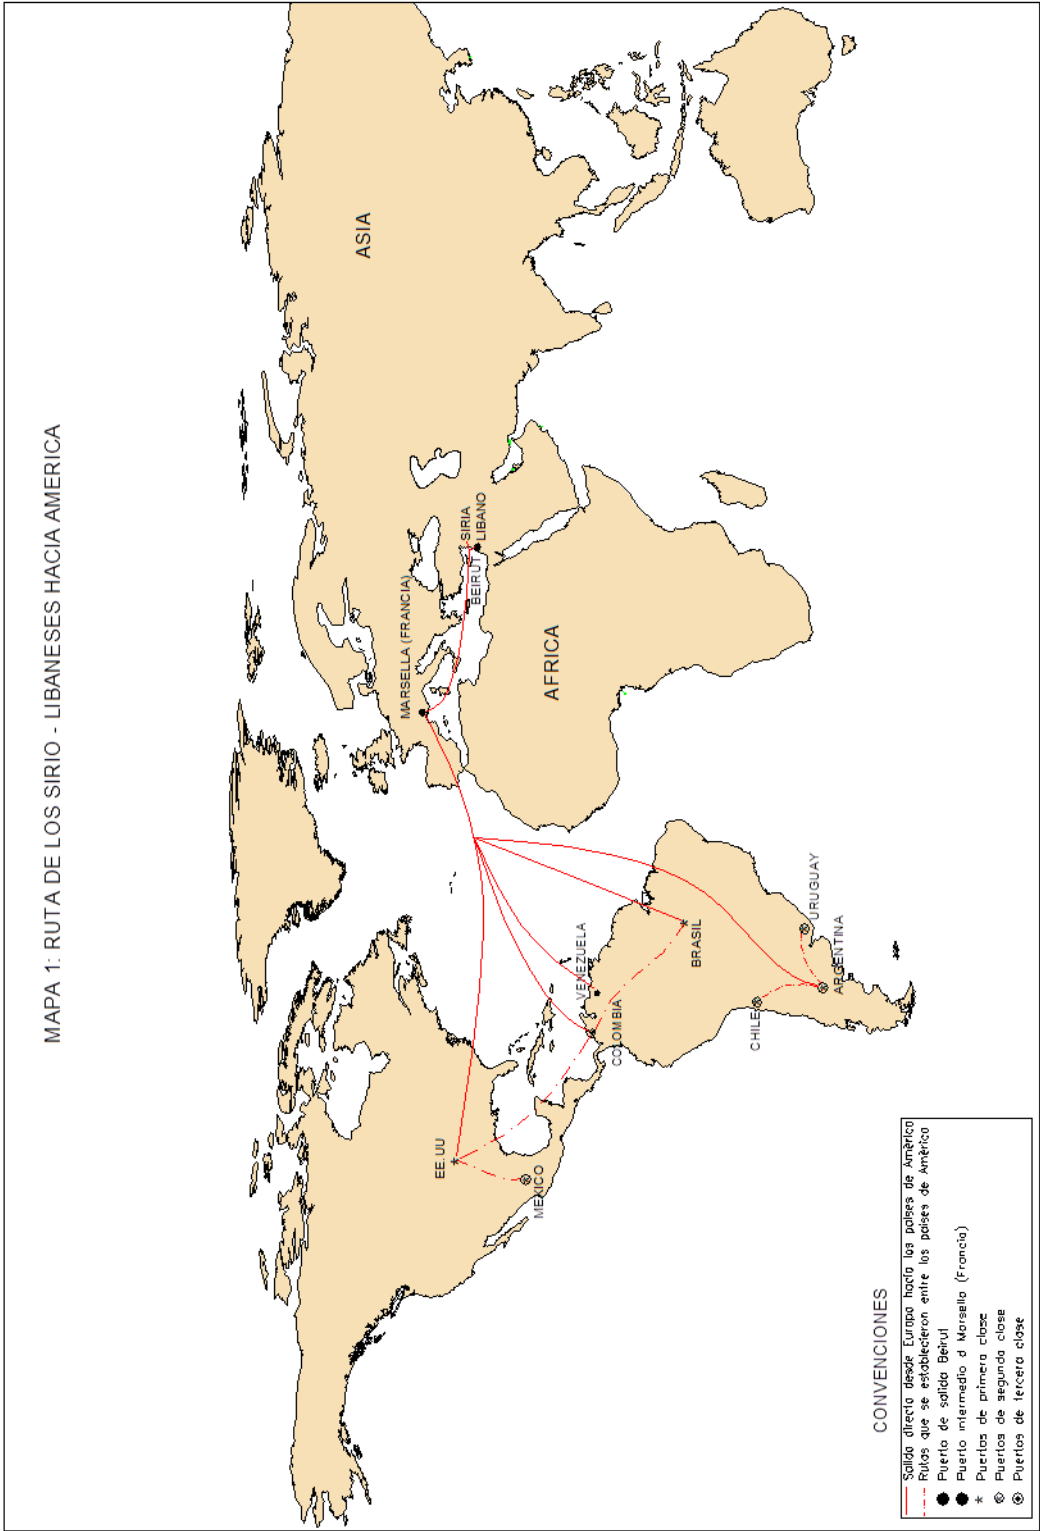 MAPA 1: RUTA DE LOS SIRIO - LIBANESES HACIA AMERICA
ASIA
MARSELLA (FRANCIA)
SIRIA
LIBANO
BEIRUT
AFRICA
EE.UU
MEXICO
VENEZUELA
COLOMBIA
BRASIL
CHILE
URUGUAY
ARGENTINA
CONVENCIONES
Salida directa desde Europa hacia los países de América
Rutas que se establecieron entre los países de América
Puerto de salida Beirut
Puerto intermedio d Marsella (Francia)
Puertos de primera clase
Puertos de segunda clase
Puertos de tercera clase